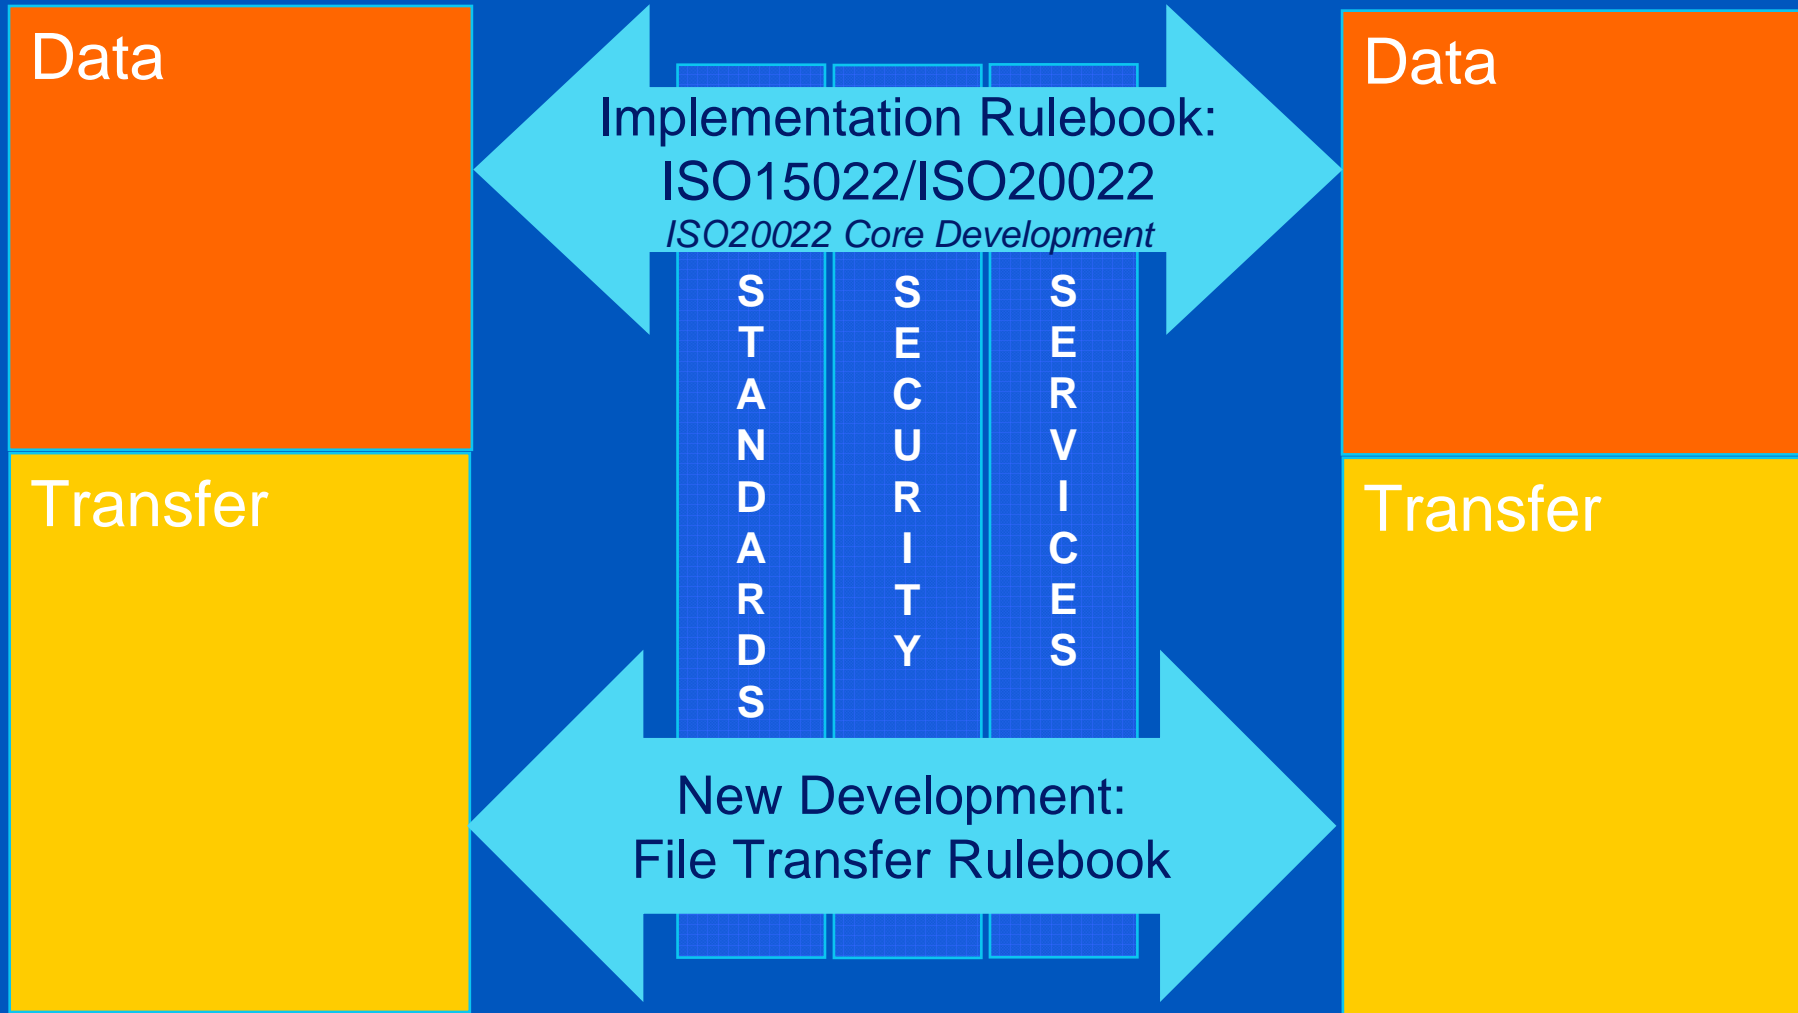 Data
Implementation Rulebook:
ISO15022/ISO20022
ISO20022 Core Development
Data
STANDARDS
SECURITY
SERVICES
Transfer
Transfer
New Development:
File Transfer Rulebook